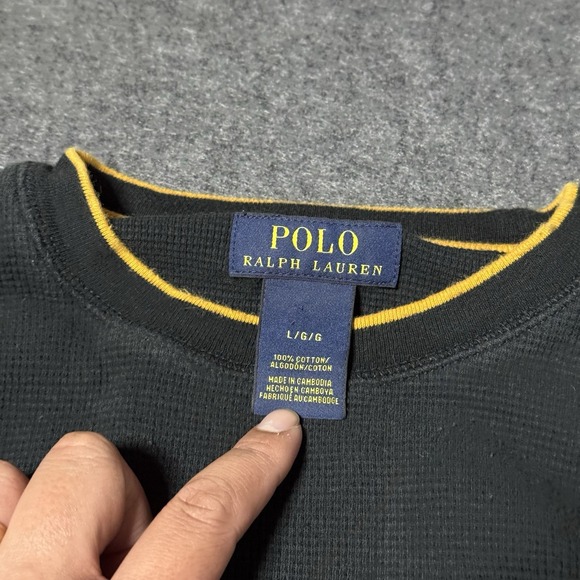 POLO
RALPH LAUREN
L/G/G
100% COTTON/
ALGODÓN/COTON
MADE IN CAMBODIA
HECHO EN CAMBOYA
FABRIQUÉ AU CAMBODGE